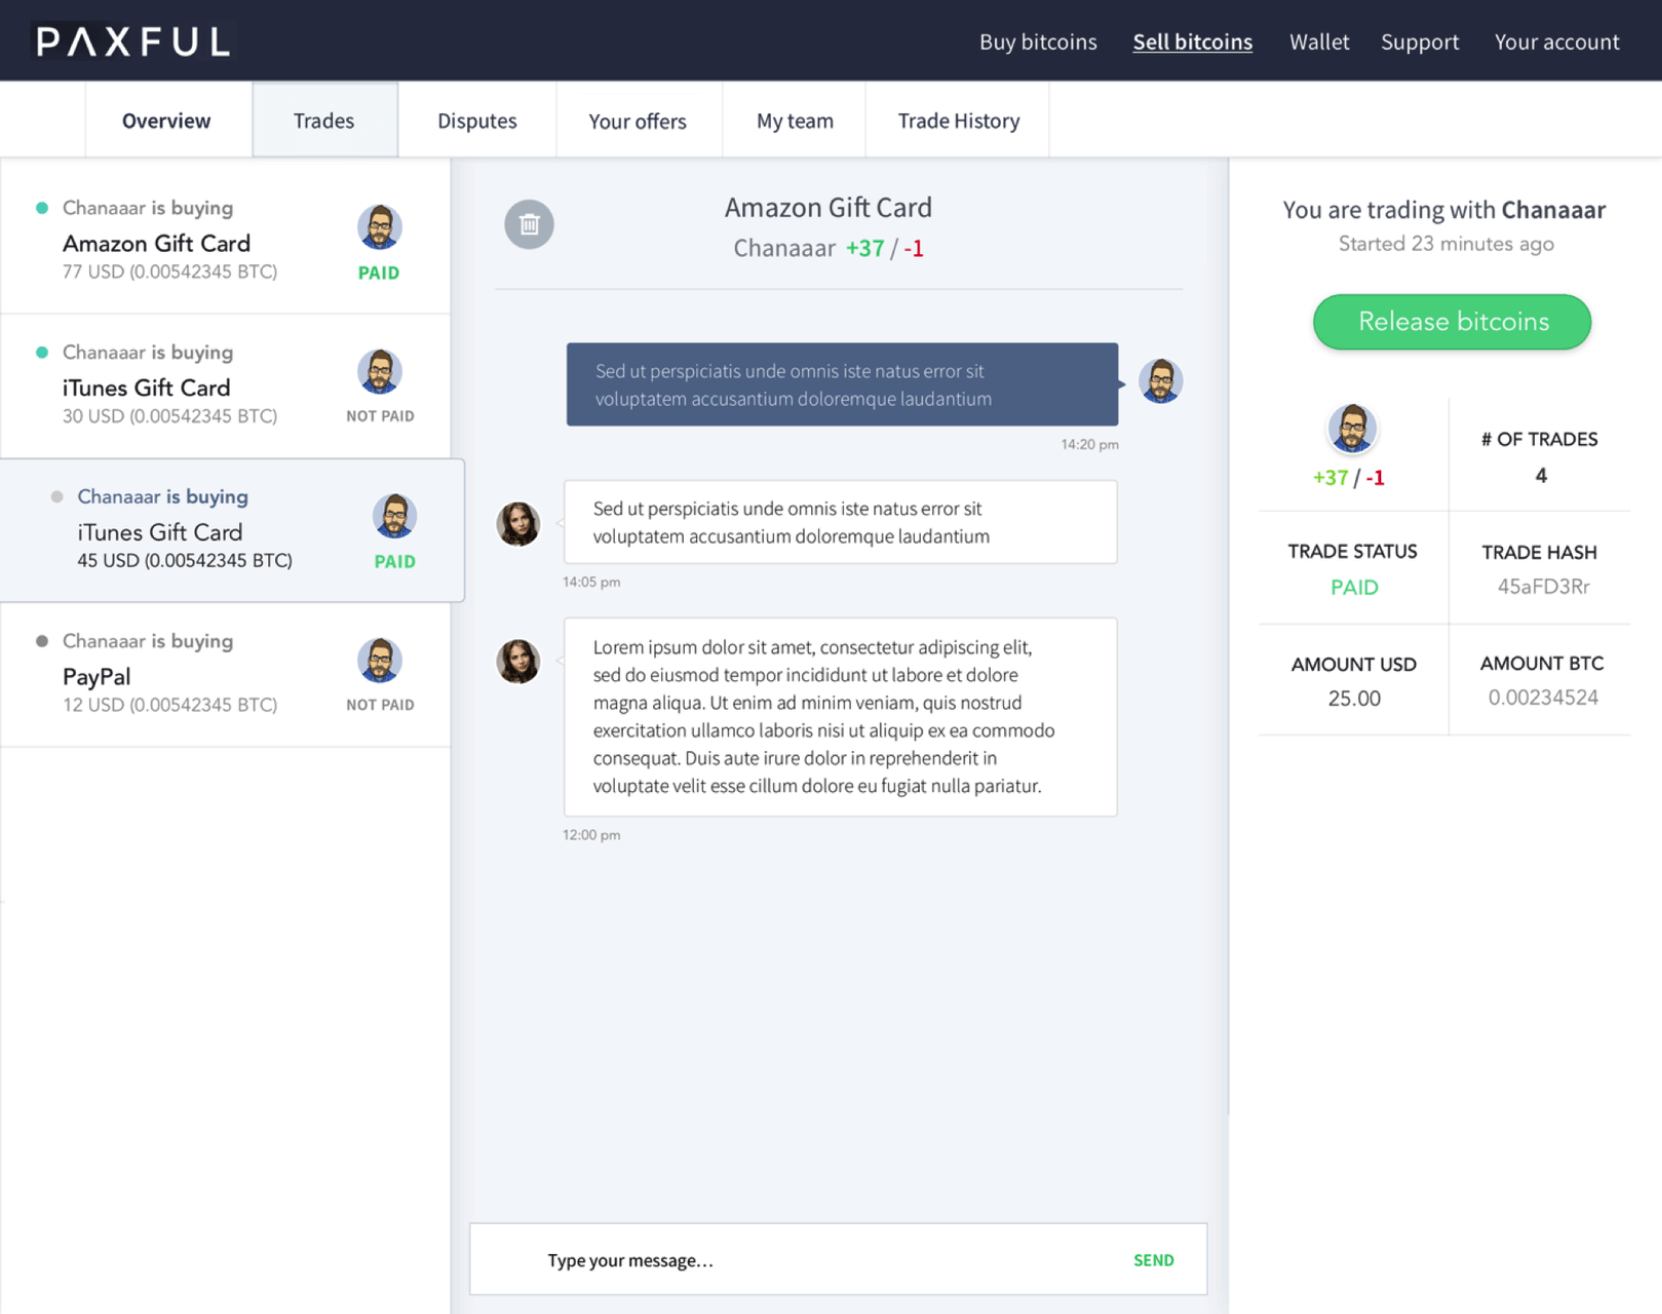 PAXFUL
Buy bitcoins
Sell bitcoins
Wallet
Support
Your account
Overview
Trades
Disputes
Your offers
My team
Trade History
Chanaaar is buying
Amazon Gift Card
77 USD (0.00542345 BTC)
PAID
Chanaaar is buying
iTunes Gift Card
30 USD (0.00542345 BTC)
NOT PAID
Chanaaar is buying
iTunes Gift Card
45 USD (0.00542345 BTC)
PAID
Chanaaar is buying
PayPal
12 USD (0.00542345 BTC)
NOT PAID
Amazon Gift Card
Chanaaar +37 / -1
Sed ut perspiciatis unde omnis iste natus error sit
voluptatem accusantium doloremque laudantium
14:20 pm
Sed ut perspiciatis unde omnis iste natus error sit
voluptatem accusantium doloremque laudantium
14:05 pm
Lorem ipsum dolor sit amet, consectetur adipiscing elit,
sed do eiusmod tempor incididunt ut labore et dolore
magna aliqua. Ut enim ad minim veniam, quis nostrud
exercitation ullamco laboris nisi ut aliquip ex ea commodo
consequat. Duis aute irure dolor in reprehenderit in
voluptate velit esse cillum dolore eu fugiat nulla pariatur.
12:00 pm
Type your message...
SEND
You are trading with Chanaaar
Started 23 minutes ago
Release bitcoins
+37 / -1
# OF TRADES
4
TRADE STATUS
PAID
TRADE HASH
45aFD3Rr
AMOUNT USD
25.00
AMOUNT BTC
0.00234524